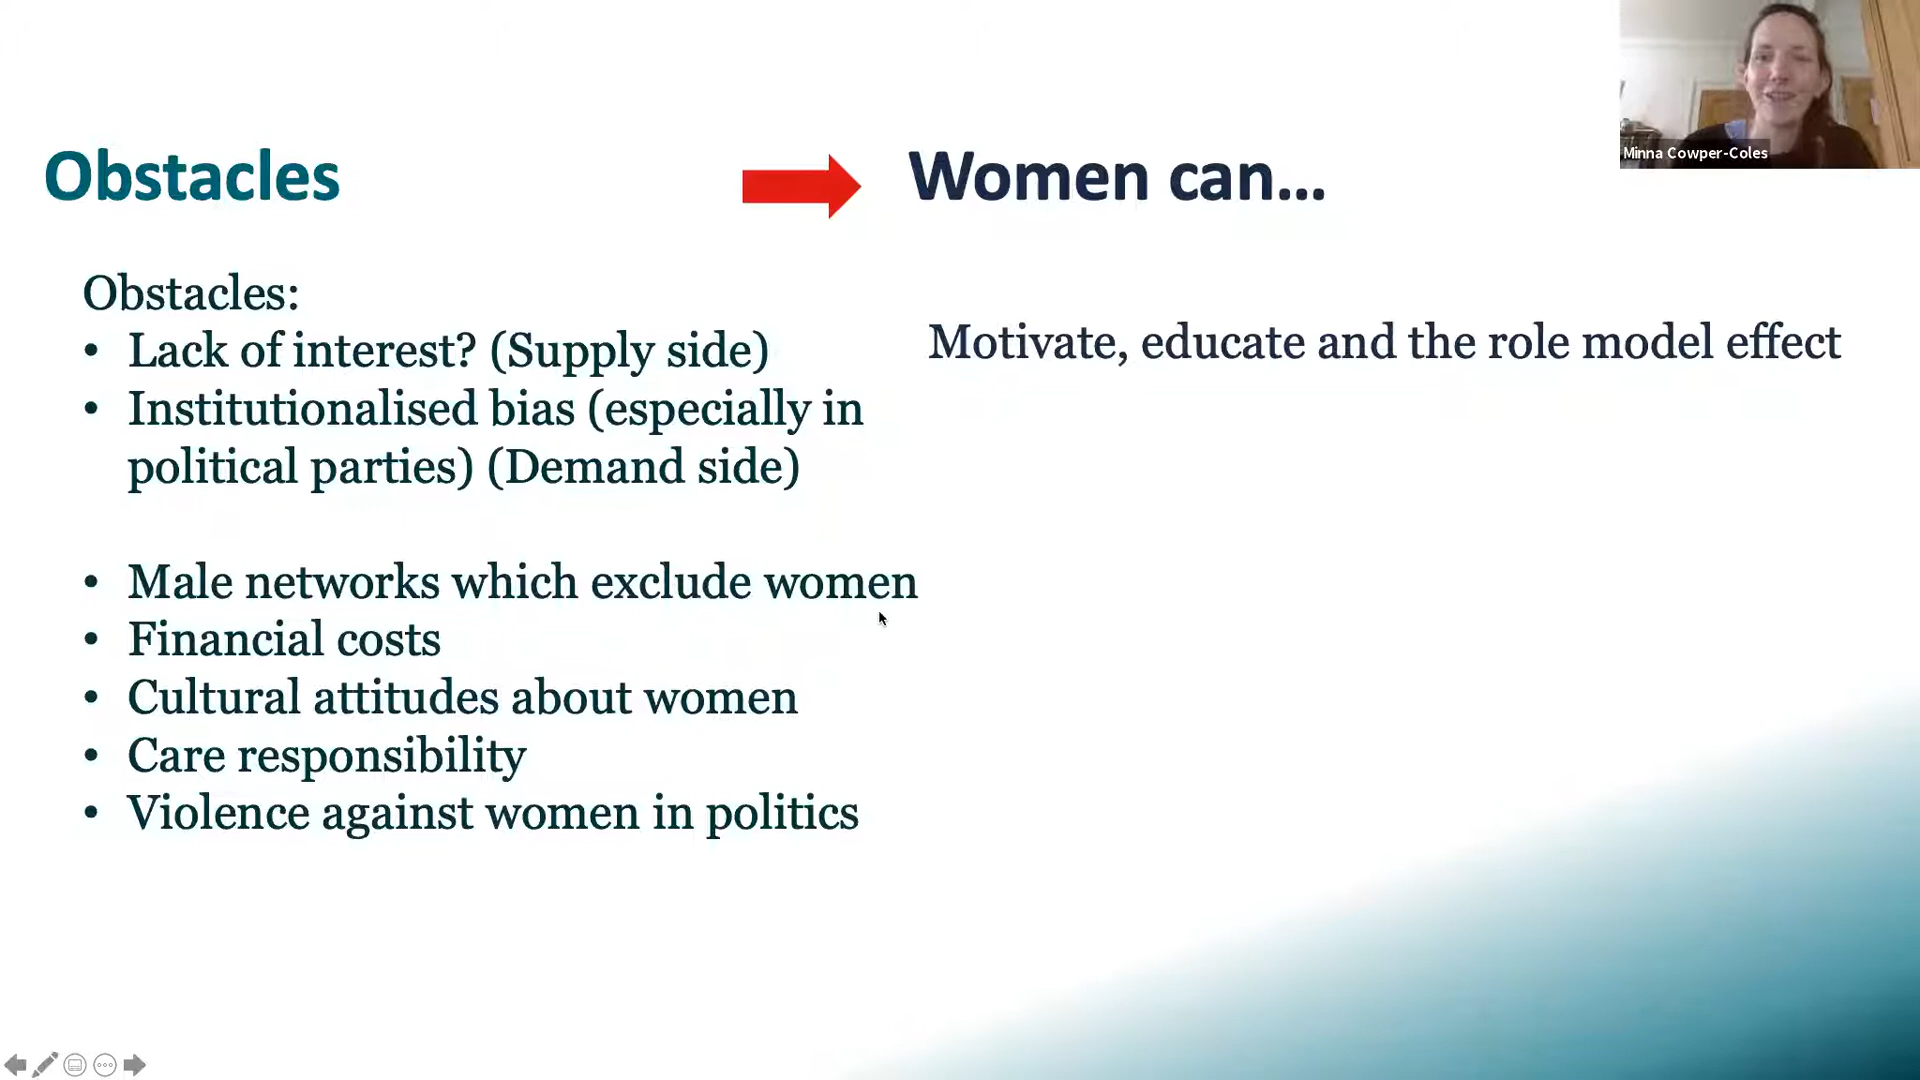 Minna Cowper-Coles
Obstacles
Women can...
Obstacles:
• Lack of interest? (Supply side)
• Institutionalised bias (especially in
political parties) (Demand side)
• Male networks which exclude women
• Financial costs
• Cultural attitudes about women
• Care responsibility
• Violence against women in politics
Motivate, educate and the role model effect